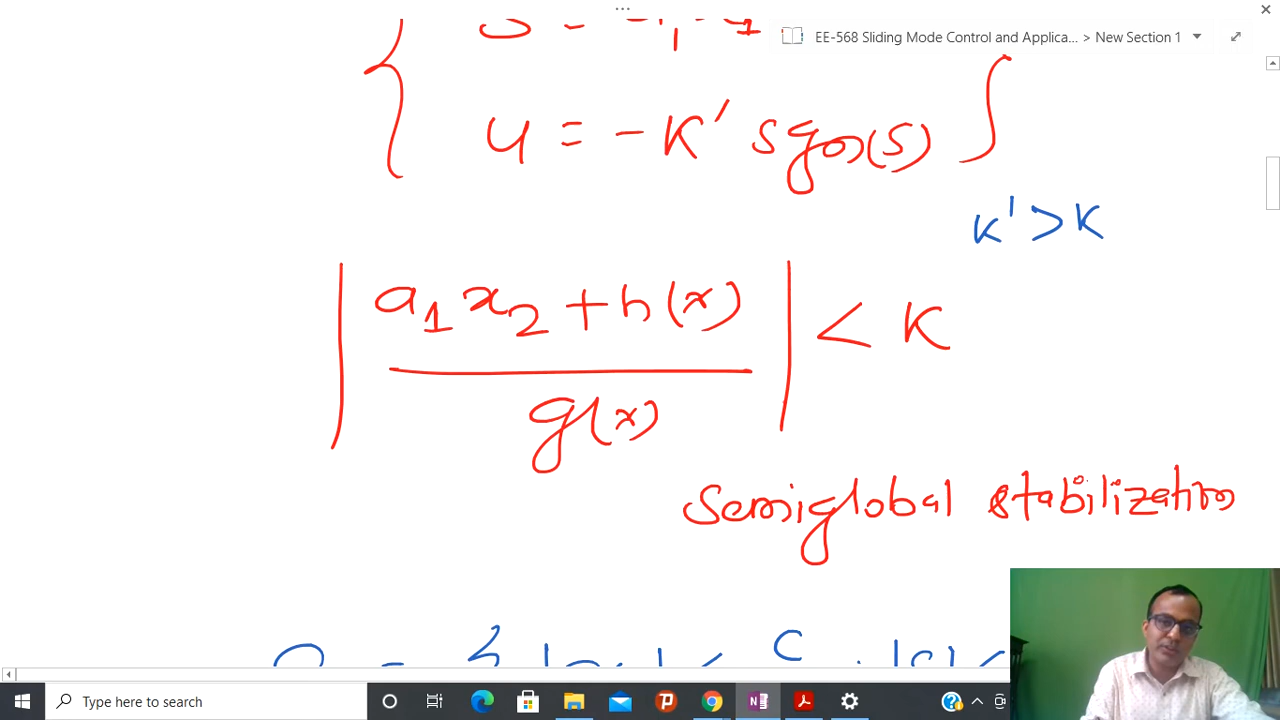 EE-568 Sliding Mode Control and Applica... > New Section 1
u = -K' sgn(s)
K' > K
| a₁x₂ + h(x) / g(x) | < K
Semiglobal stabilization
Type here to search